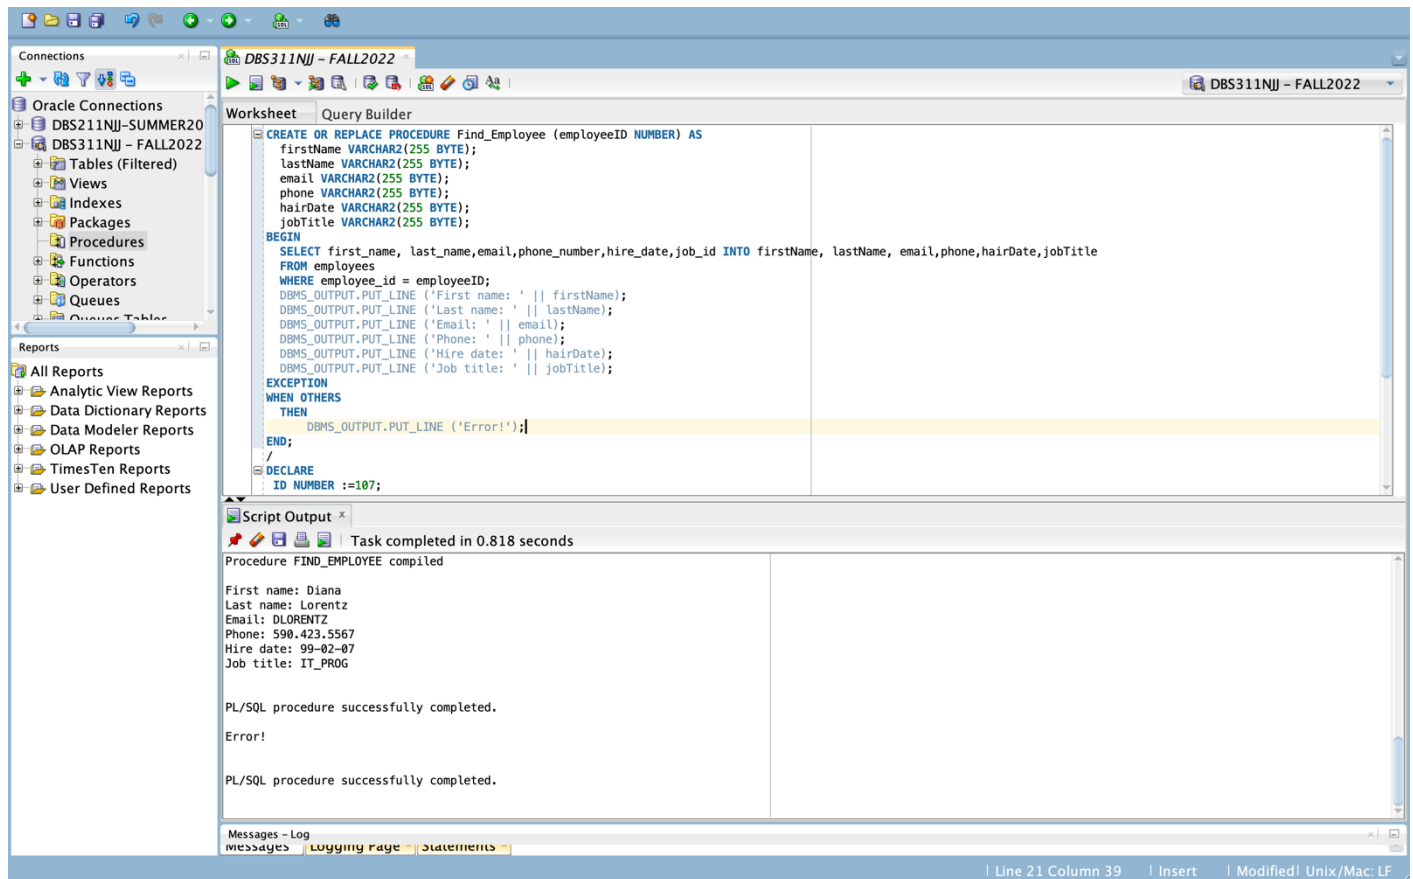 Connections
Oracle Connections
DBS211NJJ-SUMMER20
DBS311NJJ - FALL2022
Tables (Filtered)
Views
Indexes
Packages
Procedures
Functions
Operators
Queues
Queues Tables
Reports
All Reports
Analytic View Reports
Data Dictionary Reports
Data Modeler Reports
OLAP Reports
TimesTen Reports
User Defined Reports
DBS311NJJ - FALL2022
DBS311NJJ - FALL2022
Worksheet Query Builder
CREATE OR REPLACE PROCEDURE Find_Employee (employeeID NUMBER) AS
firstName VARCHAR2(255 BYTE);
lastName VARCHAR2(255 BYTE);
email VARCHAR2(255 BYTE);
phone VARCHAR2(255 BYTE);
hairDate VARCHAR2(255 BYTE);
jobTitle VARCHAR2(255 BYTE);
BEGIN
SELECT first_name, last_name,email,phone_number,hire_date,job_id INTO firstName, lastName, email,phone,hairDate,jobTitle
FROM employees
WHERE employee_id = employeeID;
DBMS_OUTPUT.PUT_LINE ('First name: ' || firstName);
DBMS_OUTPUT.PUT_LINE ('Last name: ' || lastName);
DBMS_OUTPUT.PUT_LINE ('Email: ' || email);
DBMS_OUTPUT.PUT_LINE ('Phone: ' || phone);
DBMS_OUTPUT.PUT_LINE ('Hire date: ' || hairDate);
DBMS_OUTPUT.PUT_LINE ('Job title: ' || jobTitle);
EXCEPTION
WHEN OTHERS
THEN
DBMS_OUTPUT.PUT_LINE ('Error!');
END;
/
DECLARE
ID NUMBER :=107;
Script Output
Task completed in 0.818 seconds
Procedure FIND_EMPLOYEE compiled
First name: Diana
Last name: Lorentz
Email: DLORENTZ
Phone: 590.423.5567
Hire date: 99-02-07
Job title: IT_PROG
PL/SQL procedure successfully completed.
Error!
PL/SQL procedure successfully completed.
Messages - Log
Messages Logging Page Statements
Line 21 Column 39 Insert Modified Unix/Mac: LF